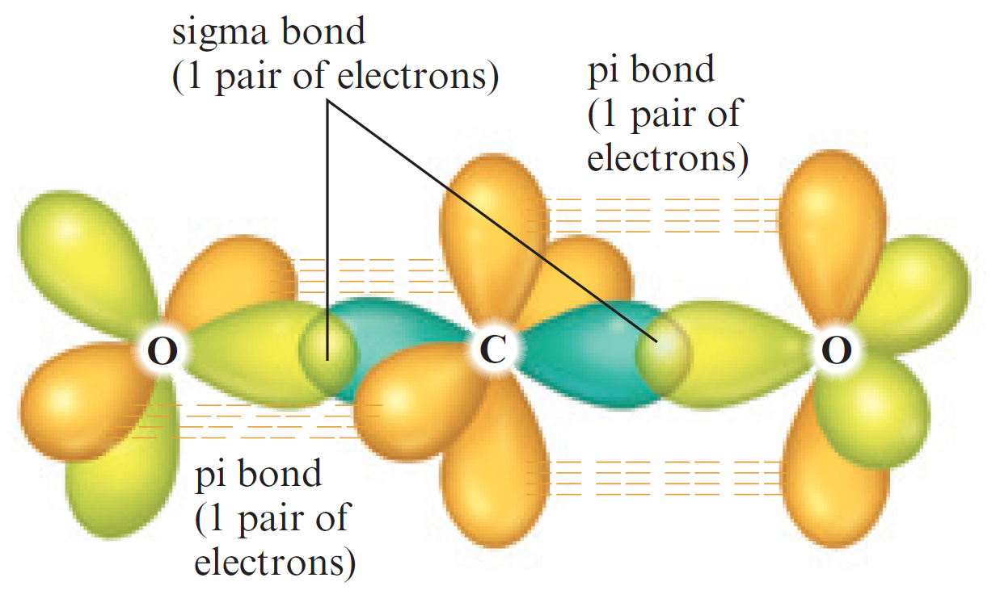 sigma bond
(1 pair of electrons)
pi bond
(1 pair of
electrons)
O
C
O
pi bond
(1 pair of
electrons)